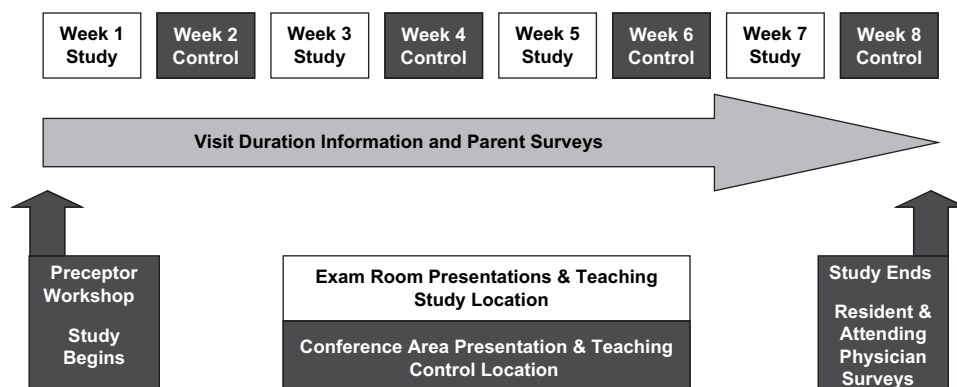 Week 1
Study
Week 2
Control
Week 3
Study
Week 4
Control
Week 5
Study
Week 6
Control
Week 7
Study
Week 8
Control
Visit Duration Information and Parent Surveys
Preceptor
Workshop
Study
Begins
Exam Room Presentations & Teaching
Study Location
Conference Area Presentation & Teaching
Control Location
Study Ends
Resident &
Attending
Physician
Surveys